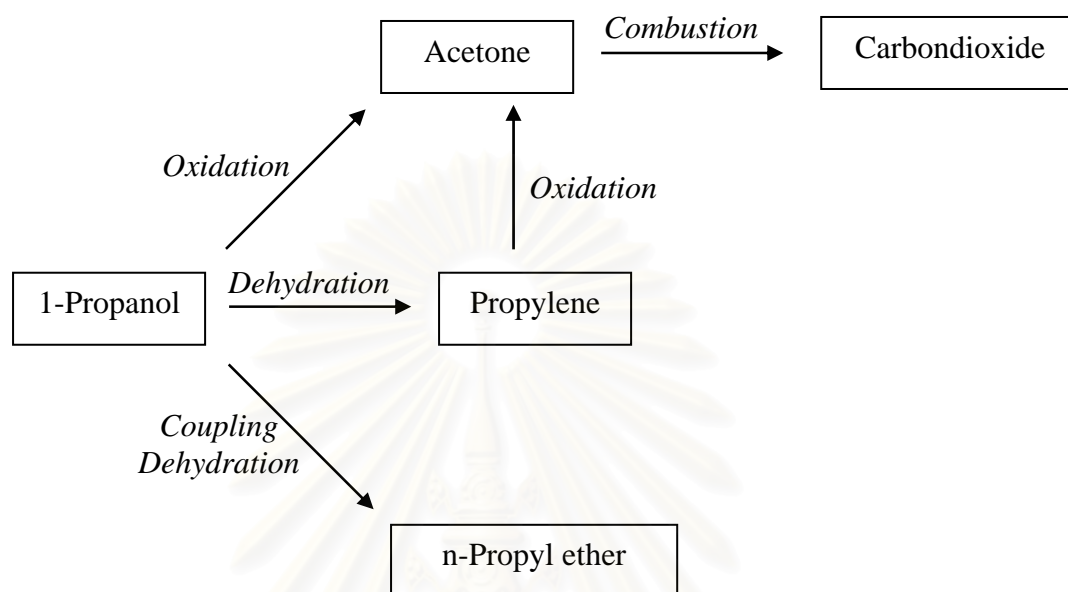 Combustion
Acetone
Carbondioxide
Oxidation
Oxidation
1-Propanol
Dehydration
Propylene
Coupling
Dehydration
n-Propyl ether